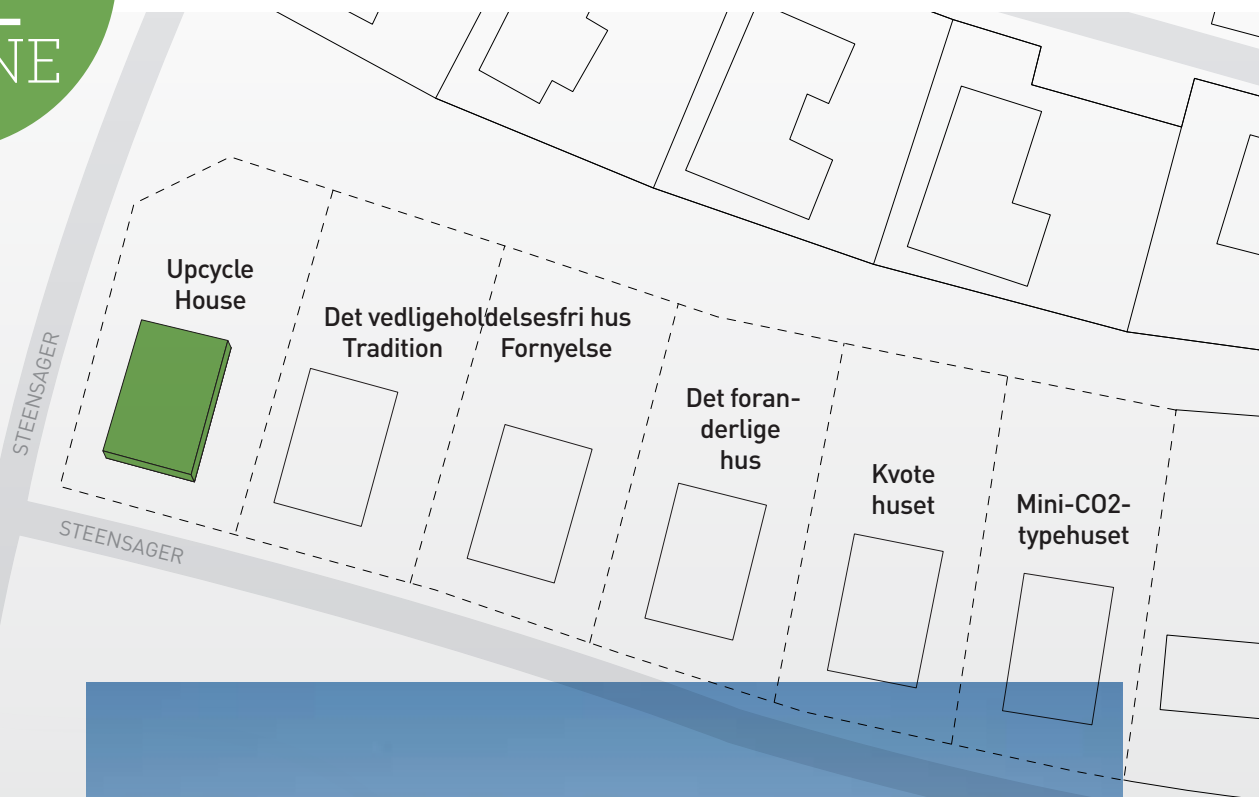 NE
Upcycle
House
Det vedligeholdelsesfri hus
Tradition Fornyelse
Det foran-
derlige
hus
Kvote
huset
Mini-CO2-
typehuset
STEENSAGER
STEENSAGER